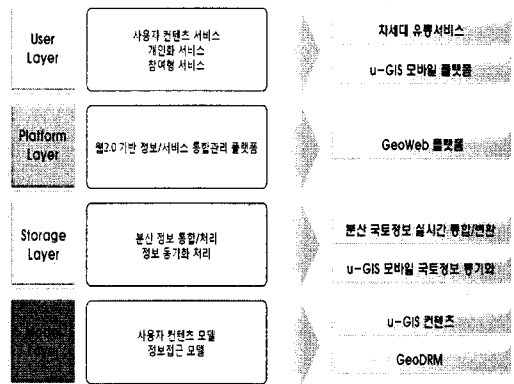 User
Layer
사용자 컨텐츠 서비스
개인화 서비스
참여형 서비스
차세대 유통서비스
u-GIS 모바일 플랫폼
Platform
Layer
웹2.0 기반 정보/서비스 통합관리 플랫폼
GeoWeb 플랫폼
Storage
Layer
분산 정보 통합/처리
정보 동기화 처리
분산 국토정보 실시간 통합/변환
u-GIS 모바일 국토정보 동기화
사용자 컨텐츠 모델
정보접근 모델
u-GIS 컨텐츠
GeoDRM